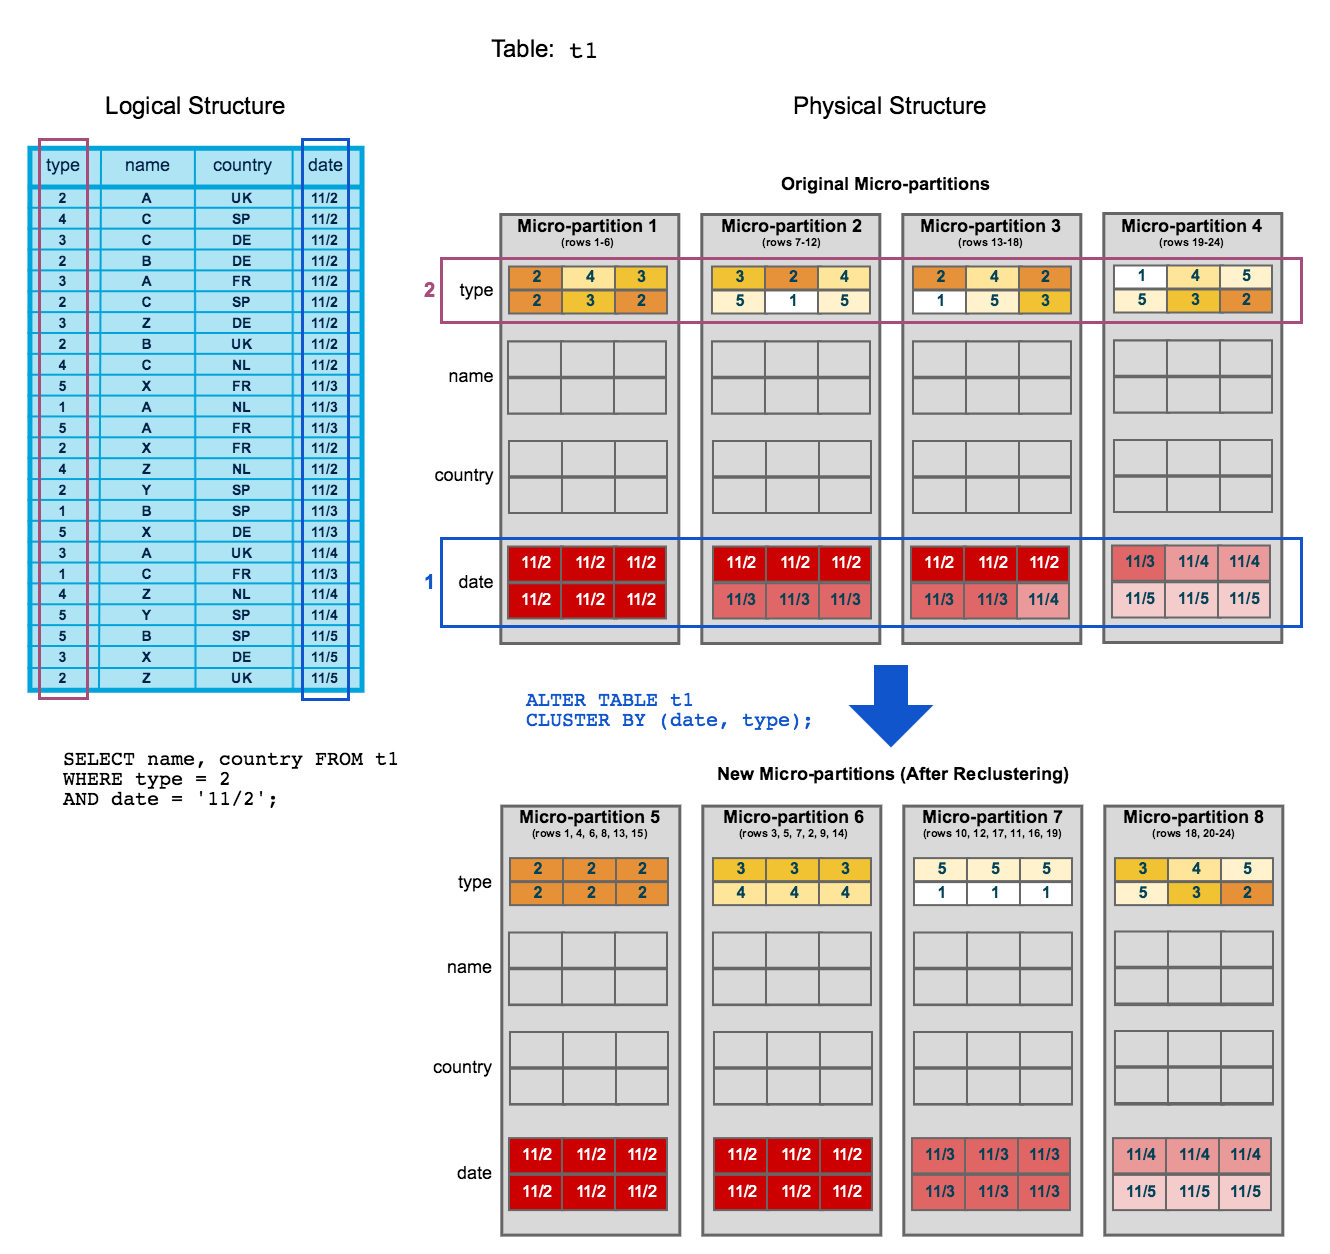 Table: t1
Logical Structure
Physical Structure
type name country date
2 A UK 11/2
4 C SP 11/2
3 C DE 11/2
2 B DE 11/2
3 A FR 11/2
2 C SP 11/2
3 Z DE 11/2
2 B UK 11/2
4 C NL 11/2
5 X FR 11/3
1 A NL 11/3
5 A FR 11/3
2 X FR 11/2
4 Z NL 11/2
2 Y SP 11/2
1 B SP 11/3
5 X DE 11/3
3 A UK 11/4
1 C FR 11/3
4 Z NL 11/4
5 Y SP 11/4
5 B SP 11/5
3 X DE 11/5
2 Z UK 11/5
SELECT name, country FROM t1
WHERE type = 2
AND date = '11/2';
Original Micro-partitions
Micro-partition 1 Micro-partition 2 Micro-partition 3 Micro-partition 4
(rows 1-6) (rows 7-12) (rows 13-18) (rows 19-24)
2 4 3 3 2 4 2 4 2 1 4 5
2 type
2 3 2 5 1 5 1 5 3 5 3 2
name
country
11/2 11/2 11/2 11/2 11/2 11/2 11/2 11/2 11/2 11/3 11/4 11/4
1 date
11/2 11/2 11/2 11/3 11/3 11/3 11/3 11/3 11/4 11/5 11/5 11/5
ALTER TABLE t1
CLUSTER BY (date, type);
New Micro-partitions (After Reclustering)
Micro-partition 5 Micro-partition 6 Micro-partition 7 Micro-partition 8
(rows 1, 4, 6, 8, 13, 15) (rows 3, 5, 7, 2, 9, 14) (rows 10, 12, 17, 11, 16, 19) (rows 18, 20-24)
2 2 2 3 3 3 5 5 5 3 4 5
type
2 2 2 4 4 4 1 1 1 5 3 2
name
country
11/2 11/2 11/2 11/2 11/2 11/2 11/3 11/3 11/3 11/4 11/4 11/4
date
11/2 11/2 11/2 11/2 11/2 11/2 11/3 11/3 11/3 11/5 11/5 11/5